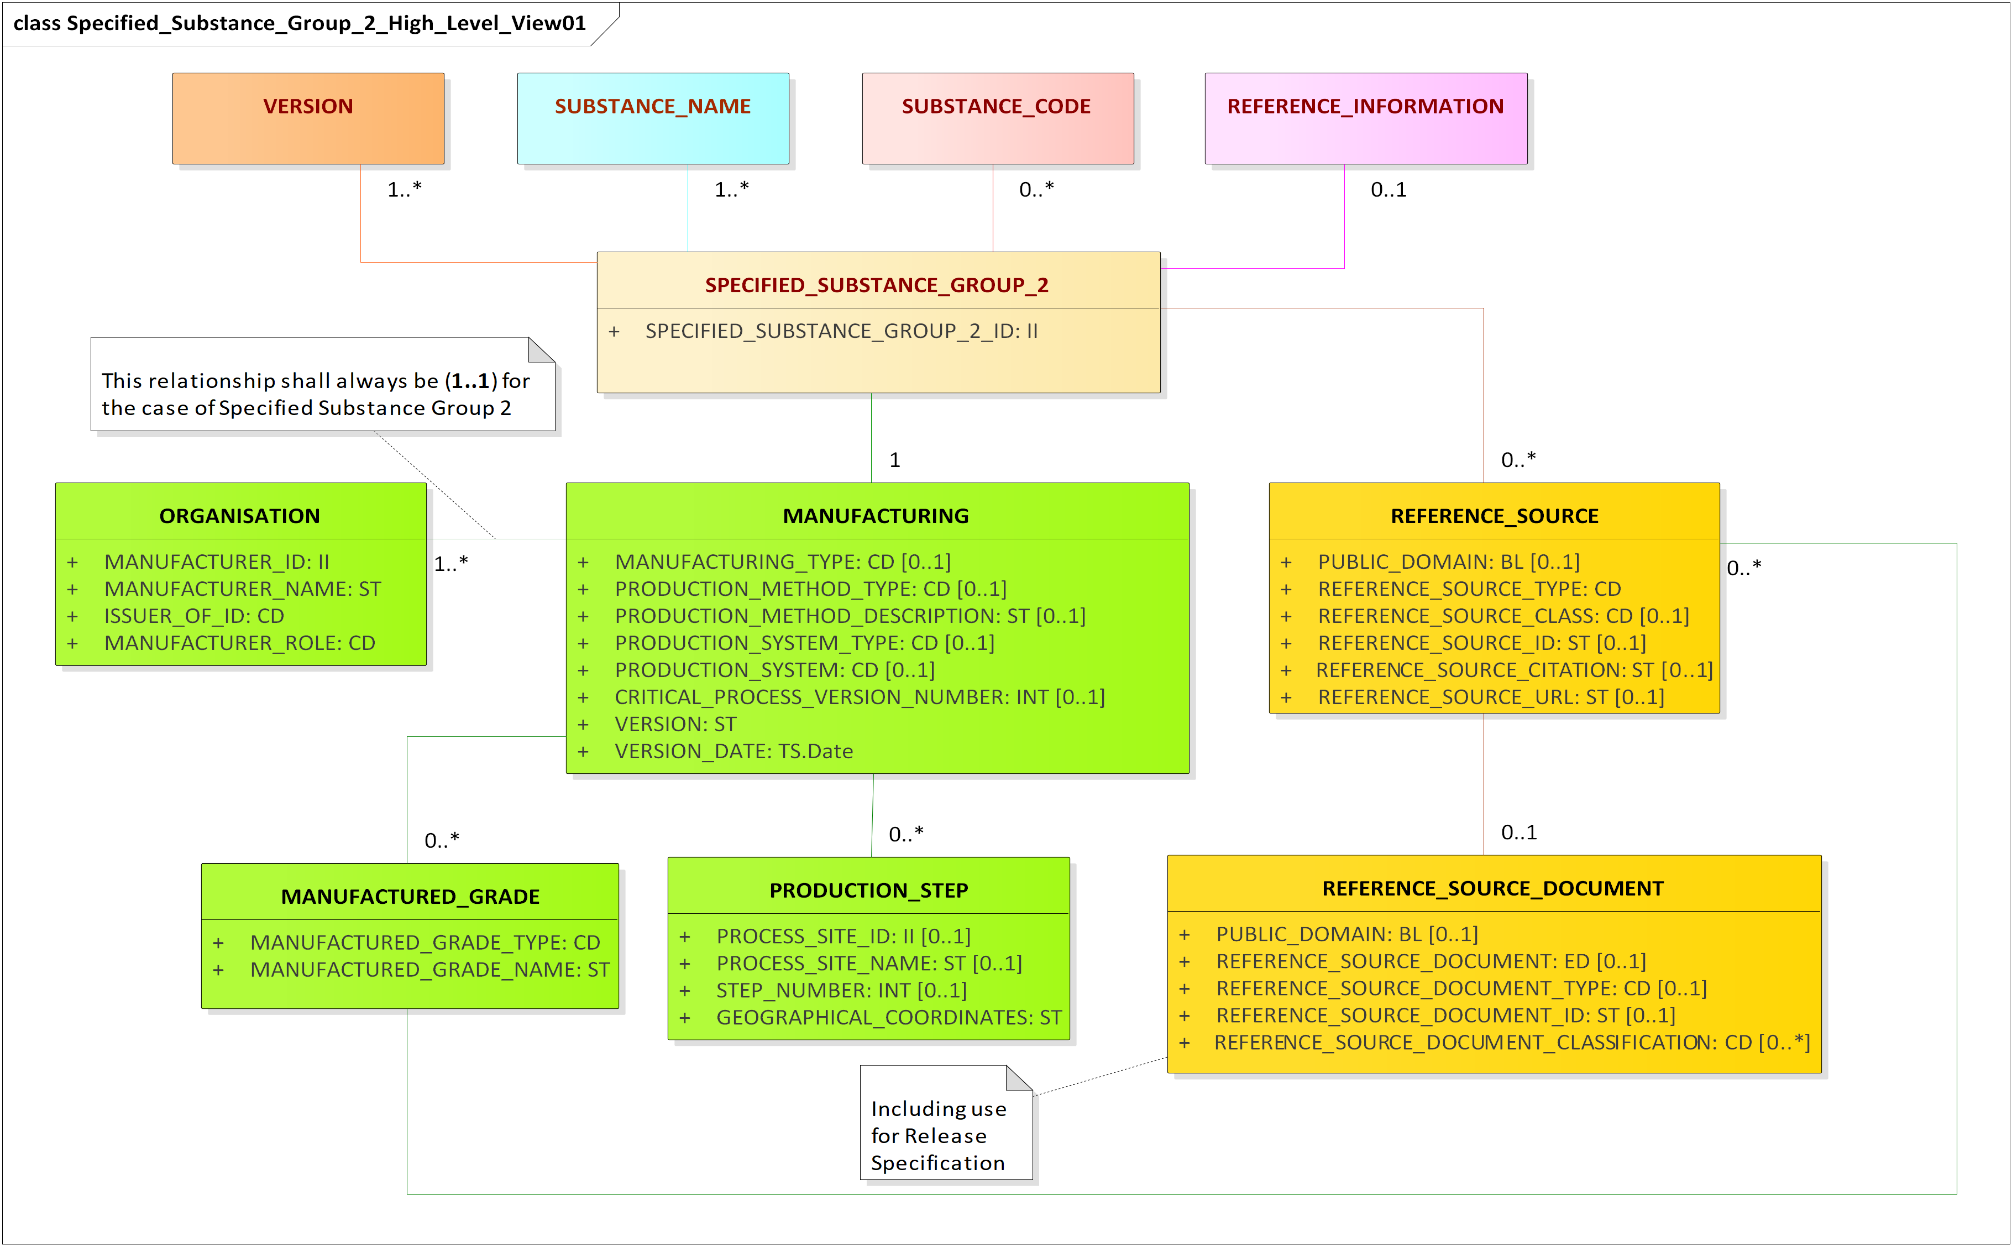 class Specified_Substance_Group_2_High_Level_View01
VERSION
SUBSTANCE_NAME
SUBSTANCE_CODE
REFERENCE_INFORMATION
1..*
1..*
0..*
0..1
SPECIFIED_SUBSTANCE_GROUP_2
+ SPECIFIED_SUBSTANCE_GROUP_2_ID: II
This relationship shall always be (1..1) for
the case of Specified Substance Group 2
1
0..*
ORGANISATION
+ MANUFACTURER_ID: II
+ MANUFACTURER_NAME: ST
+ ISSUER_OF_ID: CD
+ MANUFACTURER_ROLE: CD
1..*
MANUFACTURING
+ MANUFACTURING_TYPE: CD [0..1]
+ PRODUCTION_METHOD_TYPE: CD [0..1]
+ PRODUCTION_METHOD_DESCRIPTION: ST [0..1]
+ PRODUCTION_SYSTEM_TYPE: CD [0..1]
+ PRODUCTION_SYSTEM: CD [0..1]
+ CRITICAL_PROCESS_VERSION_NUMBER: INT [0..1]
+ VERSION: ST
+ VERSION_DATE: TS.Date
REFERENCE_SOURCE
+ PUBLIC_DOMAIN: BL [0..1]
+ REFERENCE_SOURCE_TYPE: CD
+ REFERENCE_SOURCE_CLASS: CD [0..1]
+ REFERENCE_SOURCE_ID: ST [0..1]
+ REFERENCE_SOURCE_CITATION: ST [0..1]
+ REFERENCE_SOURCE_URL: ST [0..1]
0..*
0..*
0..*
0..1
MANUFACTURED_GRADE
+ MANUFACTURED_GRADE_TYPE: CD
+ MANUFACTURED_GRADE_NAME: ST
PRODUCTION_STEP
+ PROCESS_SITE_ID: II [0..1]
+ PROCESS_SITE_NAME: ST [0..1]
+ STEP_NUMBER: INT [0..1]
+ GEOGRAPHICAL_COORDINATES: ST
REFERENCE_SOURCE_DOCUMENT
+ PUBLIC_DOMAIN: BL [0..1]
+ REFERENCE_SOURCE_DOCUMENT: ED [0..1]
+ REFERENCE_SOURCE_DOCUMENT_TYPE: CD [0..1]
+ REFERENCE_SOURCE_DOCUMENT_ID: ST [0..1]
+ REFERENCE_SOURCE_DOCUMENT_CLASSIFICATION: CD [0..*]
Including use
for Release
Specification